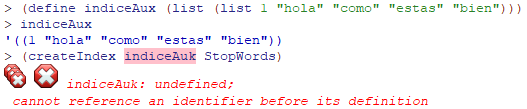 > (define indiceAux (list (list 1 "hola" "como" "estas" "bien")))
> indiceAux
'((1 "hola" "como" "estas" "bien"))
> (createIndex indiceAuk StopWords)
indiceAuk: undefined;
cannot reference an identifier before its definition